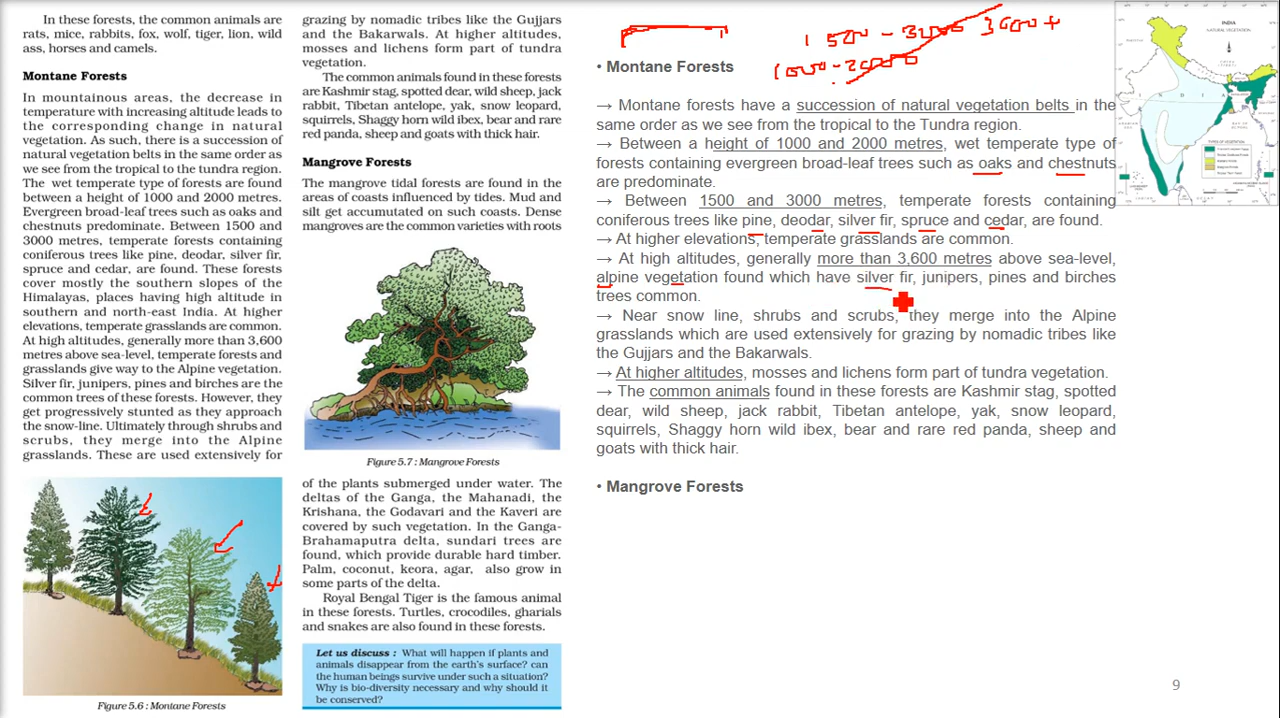 In these forests, the common animals are
rats, mice, rabbits, fox, wolf, tiger, lion, wild
ass, horses and camels.
Montane Forests
In mountainous areas, the decrease in
temperature with increasing altitude leads to
the corresponding change in natural
vegetation. As such, there is a succession of
natural vegetation belts in the same order as
we see from the tropical to the tundra region.
The wet temperate type of forests are found
between a height of 1000 and 2000 metres.
Evergreen broad-leaf trees such as oaks and
chestnuts predominate. Between 1500 and
3000 metres, temperate forests containing
coniferous trees like pine, deodar, silver fir,
spruce and cedar, are found. These forests
cover mostly the southern slopes of the
Himalayas, places having high altitude in
southern and north-east India. At higher
elevations, temperate grasslands are common.
At high altitudes, generally more than 3,600
metres above sea-level, temperate forests and
grasslands give way to the Alpine vegetation.
Silver fir, junipers, pines and birches are the
common trees of these forests. However, they
get progressively stunted as they approach
the snow-line. Ultimately through shrubs and
scrubs, they merge into the Alpine
grasslands. These are used extensively for
Figure 5.6 : Montane Forests
grazing by nomadic tribes like the Gujjars
and the Bakarwals. At higher altitudes,
mosses and lichens form part of tundra
vegetation.
The common animals found in these forests
are Kashmir stag, spotted dear, wild sheep, jack
rabbit, Tibetan antelope, yak, snow leopard,
squirrels, Shaggy horn wild ibex, bear and rare
red panda, sheep and goats with thick hair.
Mangrove Forests
The mangrove tidal forests are found in the
areas of coasts influenced by tides. Mud and
silt get accumutated on such coasts. Dense
mangroves are the common varieties with roots
Figure 5.7 : Mangrove Forests
of the plants submerged under water. The
deltas of the Ganga, the Mahanadi, the
Krishana, the Godavari and the Kaveri are
covered by such vegetation. In the Ganga-
Brahamaputra delta, sundari trees are
found, which provide durable hard timber.
Palm, coconut, keora, agar, also grow in
some parts of the delta.
Royal Bengal Tiger is the famous animal
in these forests. Turtles, crocodiles, gharials
and snakes are also found in these forests.
Let us discuss : What will happen if plants and
animals disappear from the earth's surface? can
the human beings survive under such a situation?
Why is bio-diversity necessary and why should it
be conserved?
1500 - 3000 3600+
1000-2000
• Montane Forests
→ Montane forests have a succession of natural vegetation belts in the
same order as we see from the tropical to the Tundra region.
→ Between a height of 1000 and 2000 metres, wet temperate type of
forests containing evergreen broad-leaf trees such as oaks and chestnuts
are predominate.
→ Between 1500 and 3000 metres, temperate forests containing
coniferous trees like pine, deodar, silver fir, spruce and cedar, are found.
→ At higher elevations, temperate grasslands are common.
→ At high altitudes, generally more than 3,600 metres above sea-level,
alpine vegetation found which have silver fir, junipers, pines and birches
trees common.
→ Near snow line, shrubs and scrubs, they merge into the Alpine
grasslands which are used extensively for grazing by nomadic tribes like
the Gujjars and the Bakarwals.
→ At higher altitudes, mosses and lichens form part of tundra vegetation.
→ The common animals found in these forests are Kashmir stag, spotted
dear, wild sheep, jack rabbit, Tibetan antelope, yak, snow leopard,
squirrels, Shaggy horn wild ibex, bear and rare red panda, sheep and
goats with thick hair.
• Mangrove Forests
INDIA
NATURAL VEGETATION
I N D I A
9